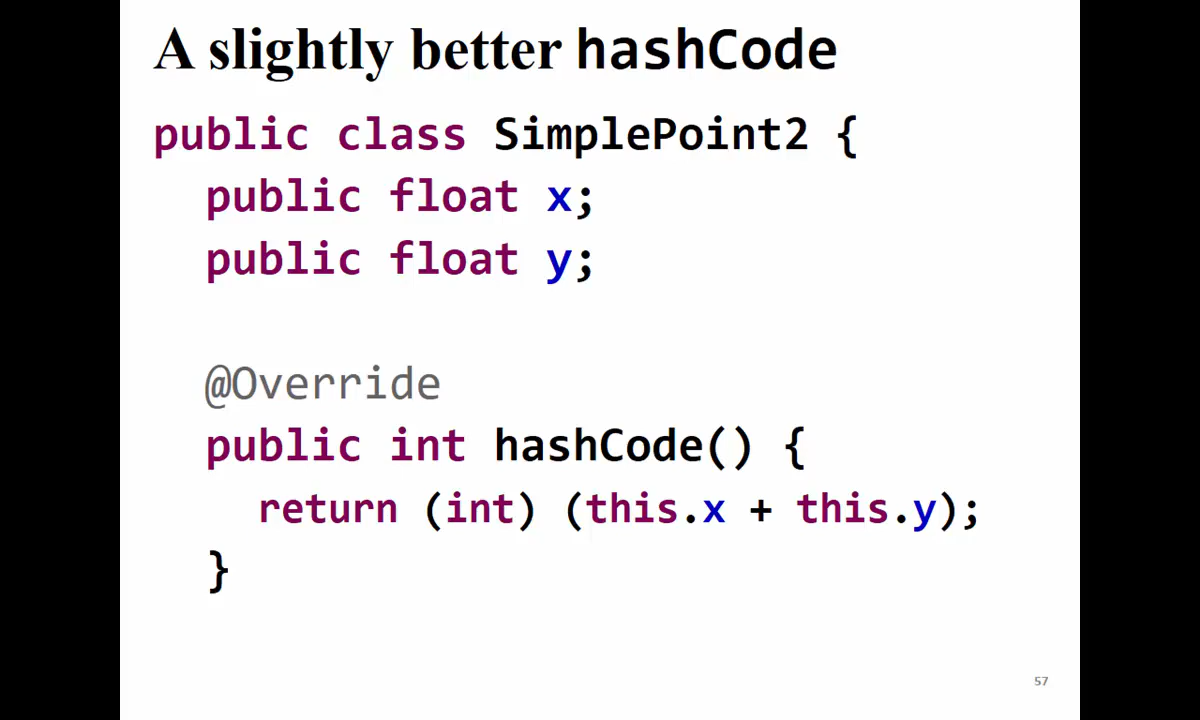 A slightly better hashCode
public class SimplePoint2 {
public float x;
public float y;
@Override
public int hashCode() {
return (int) (this.x + this.y);
}
57